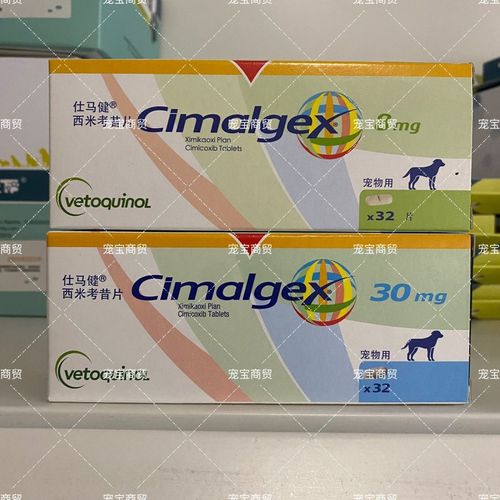 仕马健®
西米考昔片
Cimalgex
8 mg
Ximikaoxi Pian
Cimicoxib Tablets
宠物用
vetoquinol
x32 片
仕马健®
西米考昔片
Cimalgex
30 mg
Ximikaoxi Pian
Cimicoxib Tablets
宠物用
vetoquinol
x32
宠宝商贸